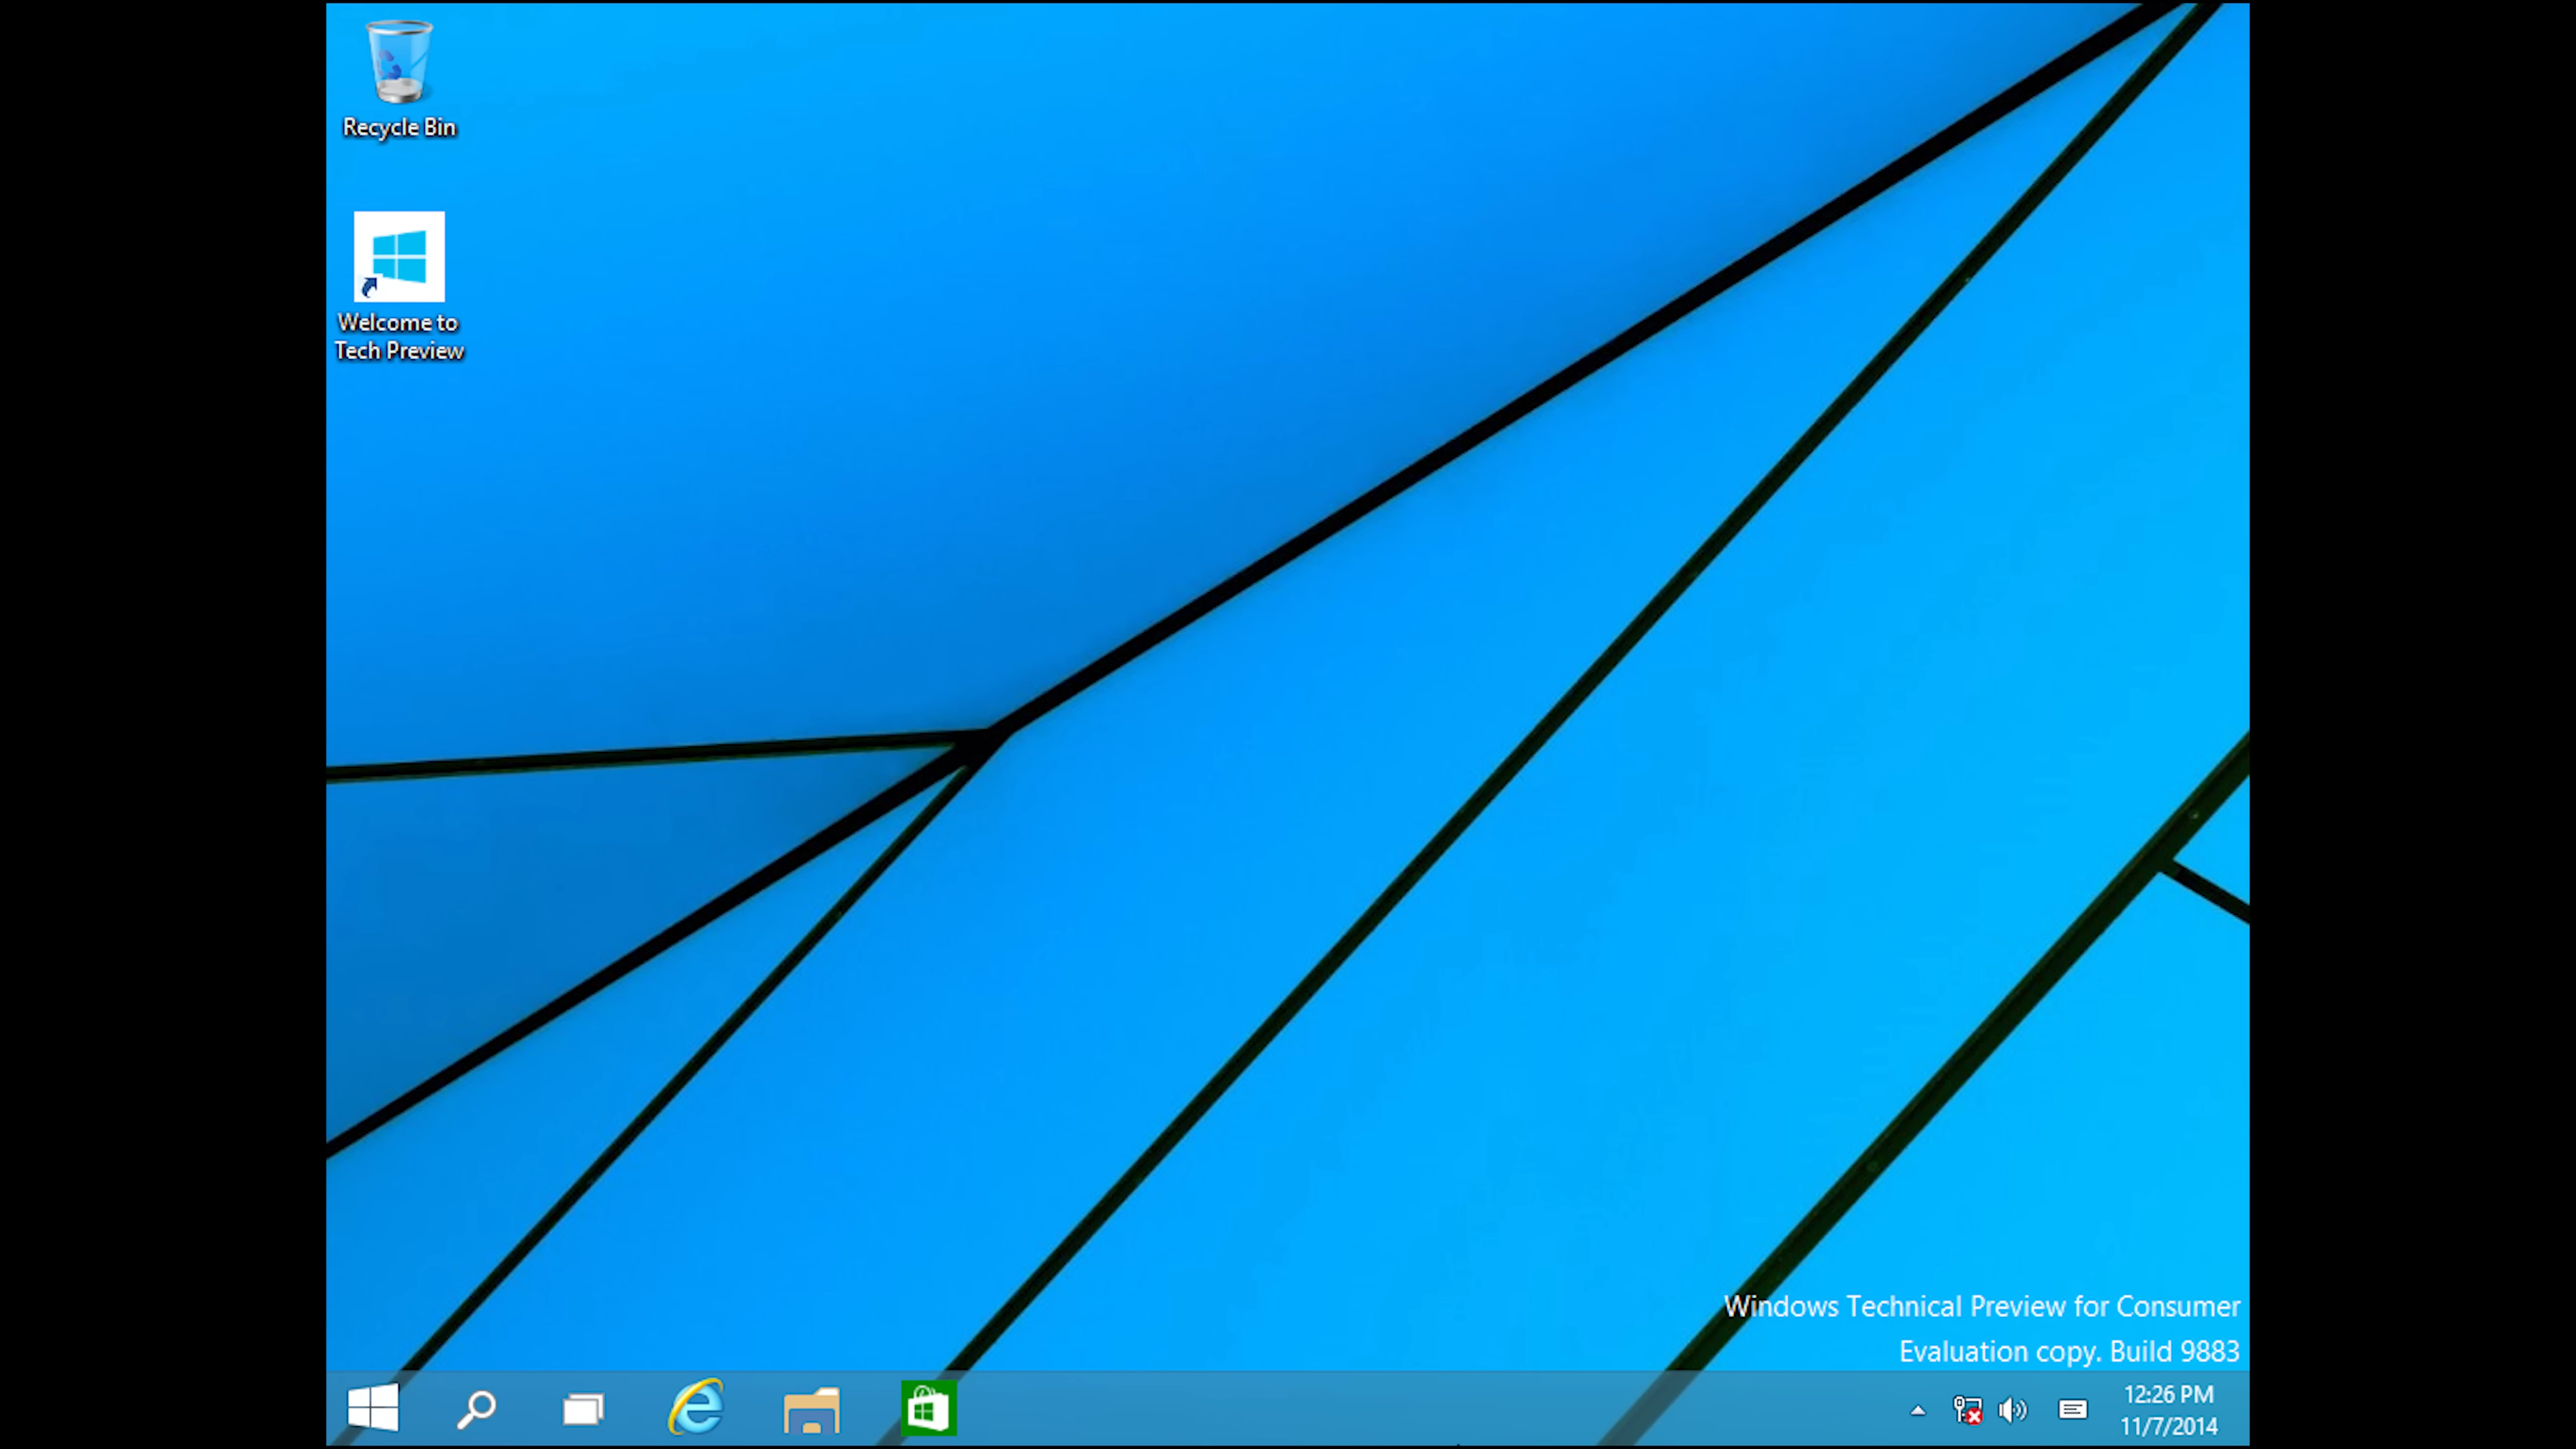 Recycle Bin
Welcome to
Tech Preview
Windows Technical Preview for Consumer
Evaluation copy. Build 9883
12:26 PM
11/7/2014